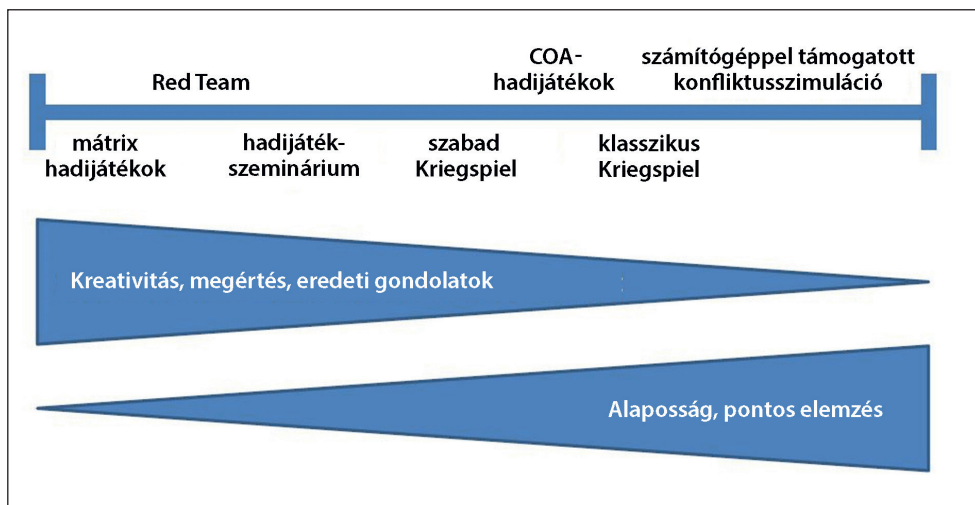 Red Team
COA-
hadijátékok
számítógéppel támogatott
konfliktusszimuláció
mátrix
hadijátékok
hadijáték-
szeminárium
szabad
Kriegspiel
klasszikus
Kriegspiel
Kreativitás, megértés, eredeti gondolatok
Alaposság, pontos elemzés